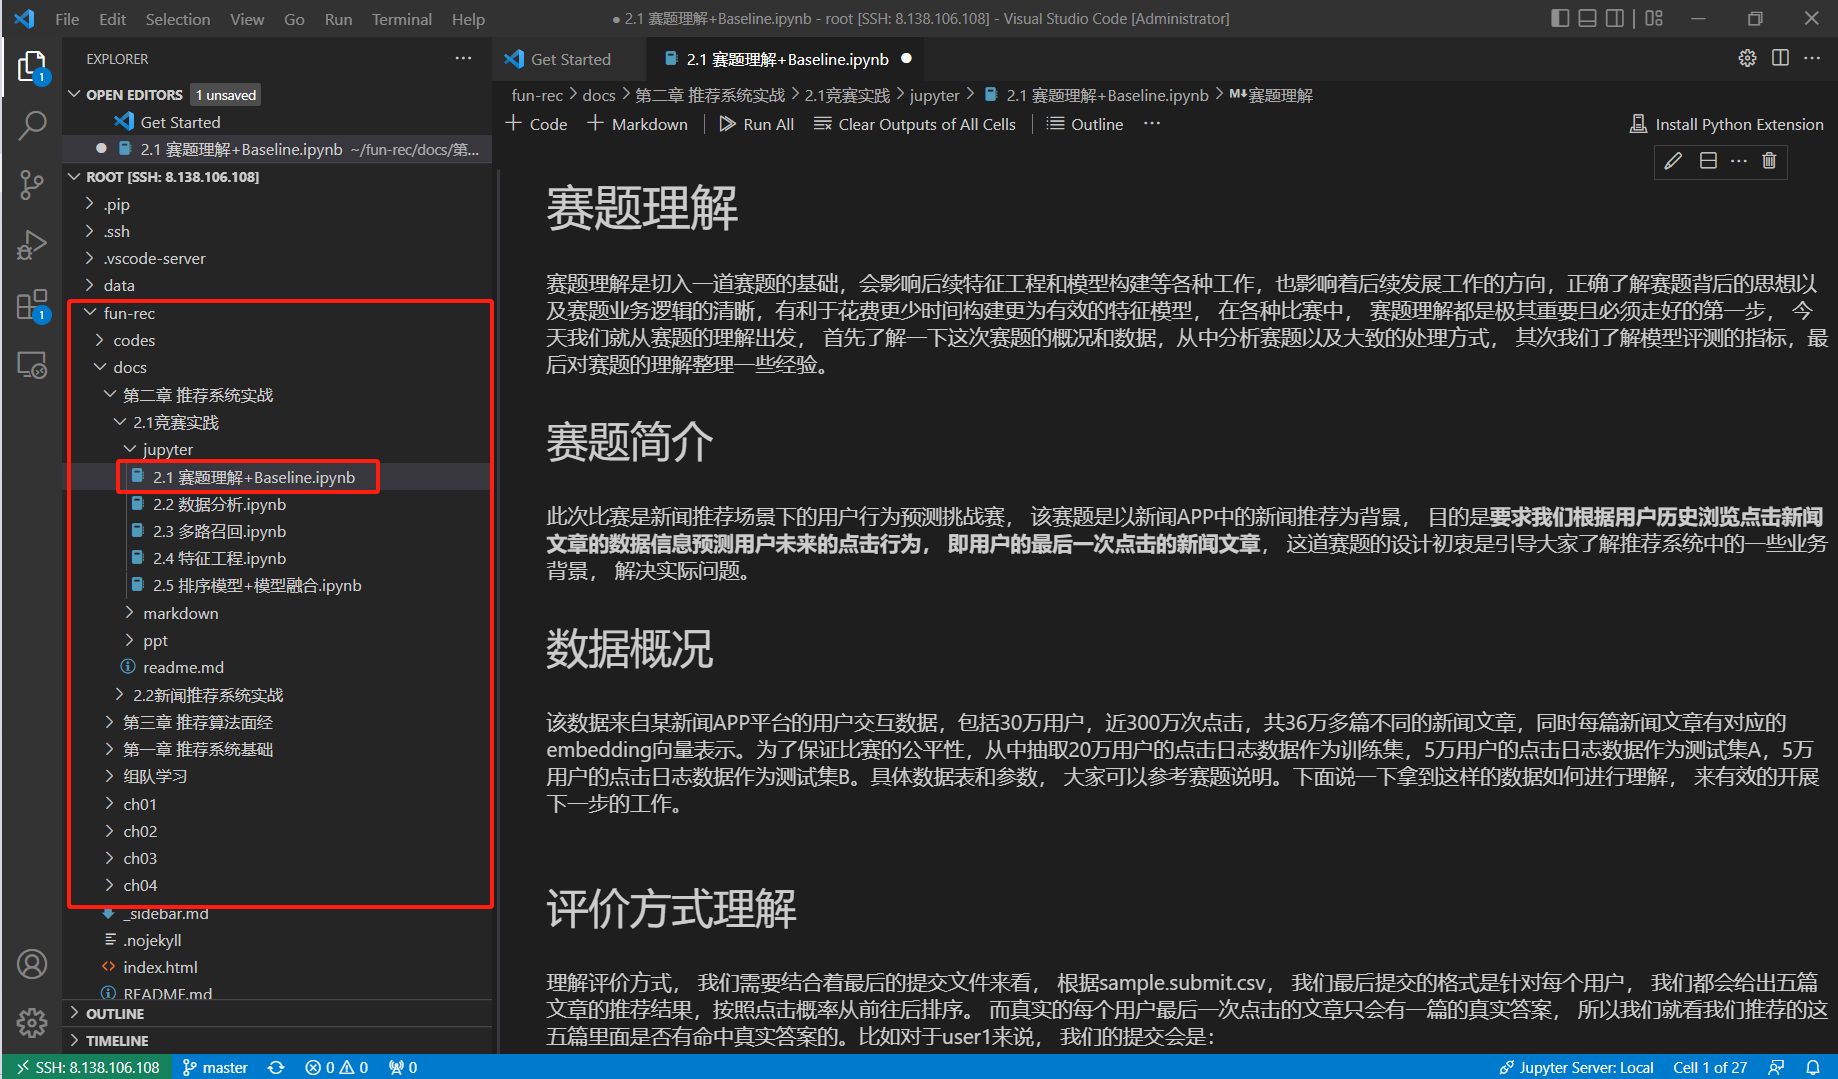 File Edit Selection View Go Run Terminal Help
● 2.1 赛题理解+Baseline.ipynb - root [SSH: 8.138.106.108] - Visual Studio Code [Administrator]
EXPLORER
OPEN EDITORS 1 unsaved
Get Started
2.1 赛题理解+Baseline.ipynb ~/fun-rec/docs/第...
ROOT [SSH: 8.138.106.108]
.pip
.ssh
.vscode-server
data
fun-rec
codes
docs
第二章 推荐系统实战
2.1竞赛实践
jupyter
2.1 赛题理解+Baseline.ipynb
2.2 数据分析.ipynb
2.3 多路召回.ipynb
2.4 特征工程.ipynb
2.5 排序模型+模型融合.ipynb
markdown
ppt
readme.md
2.2新闻推荐系统实战
第三章 推荐算法面经
第一章 推荐系统基础
组队学习
ch01
ch02
ch03
ch04
_sidebar.md
.nojekyll
index.html
README.md
OUTLINE
TIMELINE
Get Started
2.1 赛题理解+Baseline.ipynb
fun-rec > docs > 第二章 推荐系统实战 > 2.1竞赛实践 > jupyter > 2.1 赛题理解+Baseline.ipynb > M↓赛题理解
+ Code + Markdown Run All Clear Outputs of All Cells Outline ···
Install Python Extension
赛题理解
赛题理解是切入一道赛题的基础，会影响后续特征工程和模型构建等各种工作，也影响着后续发展工作的方向，正确了解赛题背后的思想以
及赛题业务逻辑的清晰，有利于花费更少时间构建更为有效的特征模型， 在各种比赛中， 赛题理解都是极其重要且必须走好的第一步， 今
天我们就从赛题的理解出发， 首先了解一下这次赛题的概况和数据，从中分析赛题以及大致的处理方式， 其次我们了解模型评测的指标，最
后对赛题的理解整理一些经验。
赛题简介
此次比赛是新闻推荐场景下的用户行为预测挑战赛， 该赛题是以新闻APP中的新闻推荐为背景， 目的是要求我们根据用户历史浏览点击新闻
文章的数据信息预测用户未来的点击行为， 即用户的最后一次点击的新闻文章， 这道赛题的设计初衷是引导大家了解推荐系统中的一些业务
背景， 解决实际问题。
数据概况
该数据来自某新闻APP平台的用户交互数据，包括30万用户，近300万次点击，共36万多篇不同的新闻文章，同时每篇新闻文章有对应的
embedding向量表示。为了保证比赛的公平性，从中抽取20万用户的点击日志数据作为训练集，5万用户的点击日志数据作为测试集A，5万
用户的点击日志数据作为测试集B。具体数据表和参数， 大家可以参考赛题说明。下面说一下拿到这样的数据如何进行理解， 来有效的开展
下一步的工作。
评价方式理解
理解评价方式， 我们需要结合着最后的提交文件来看， 根据sample.submit.csv， 我们最后提交的格式是针对每个用户， 我们都会给出五篇
文章的推荐结果，按照点击概率从前往后排序。 而真实的每个用户最后一次点击的文章只会有一篇的真实答案， 所以我们就看我们推荐的这
五篇里面是否有命中真实答案的。比如对于user1来说， 我们的提交会是：
SSH: 8.138.106.108 master 0 0 0
Jupyter Server: Local Cell 1 of 27